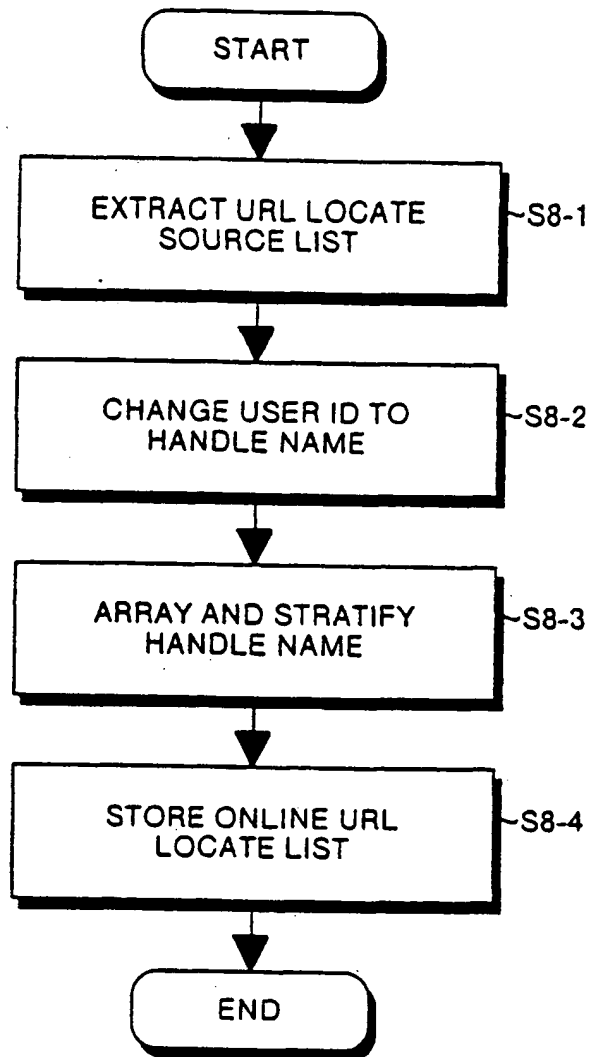 START
EXTRACT URL LOCATE
SOURCE LIST
~S8-1
CHANGE USER ID TO
HANDLE NAME
~S8-2
ARRAY AND STRATIFY
HANDLE NAME
~S8-3
STORE ONLINE URL
LOCATE LIST
~S8-4
END